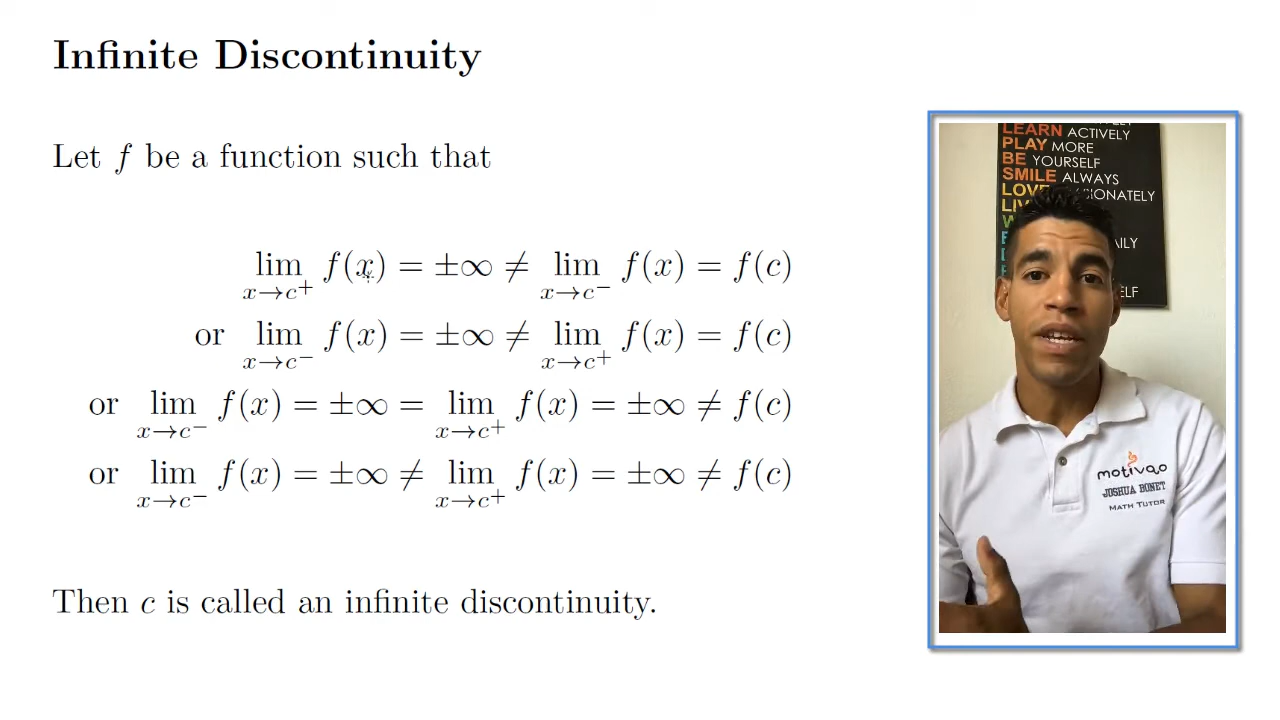 Infinite Discontinuity
Let f be a function such that
lim x→c⁺ f(x) = ±∞ ≠ lim x→c⁻ f(x) = f(c)
or lim x→c⁻ f(x) = ±∞ ≠ lim x→c⁺ f(x) = f(c)
or lim x→c⁻ f(x) = ±∞ = lim x→c⁺ f(x) = ±∞ ≠ f(c)
or lim x→c⁻ f(x) = ±∞ ≠ lim x→c⁺ f(x) = ±∞ ≠ f(c)
Then c is called an infinite discontinuity.
LEARN ACTIVELY
PLAY MORE
BE YOURSELF
SMILE ALWAYS
LOVE
motivao
JOSHUA BONET
MATH TUTOR